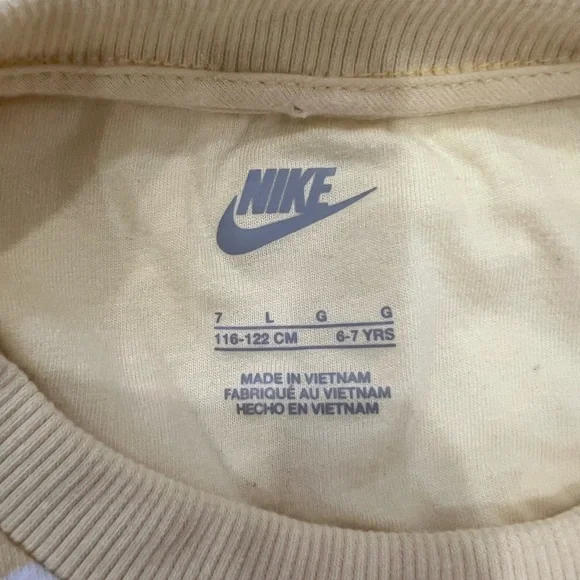 NIKE
7 L G G
116-122 CM 6-7 YRS
MADE IN VIETNAM
FABRIQUÉ AU VIETNAM
HECHO EN VIETNAM